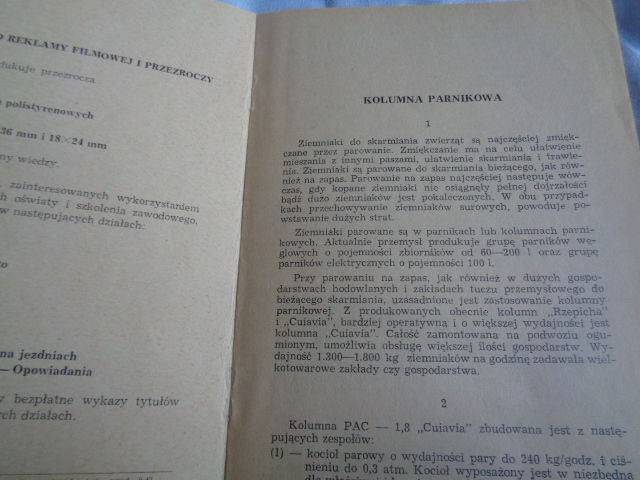 O REKLAMY FILMOWEJ I PRZEZROCZY
dukuje przezrocza
polistyrenowych
26 mm i 18×24 mm
ny wiedzy.
zainteresowanych wykorzystaniem
h oświaty i szkolenia zawodowego,
w następujących działach:
wo
na jezdniach
— Opowiadania
y bezpłatne wykazy tytułów
ych działach.
KOLUMNA PARNIKOWA
1
Ziemniaki do skarmiania zwierząt są najczęściej zmięk-
czane przez parowanie. Zmiękczanie ma na celu ułatwienie
mieszania z innymi paszami, ułatwienie skarmiania i trawie-
nia. Ziemniaki są parowane do skarmiania bieżącego, jak rów-
nież na zapas. Parowanie na zapas najczęściej następuje wów-
czas, gdy kopane ziemniaki nie osiągnęły pełnej dojrzałości
bądź dużo ziemniaków jest pokaleczonych. W obu przypad-
kach przechowywanie ziemniaków surowych, powoduje po-
wstawanie dużych strat.
Ziemniaki parowane są w parnikach lub kolumnach parni-
kowych. Aktualnie przemysł produkuje grupę parników wę-
glowych o pojemności zbiorników od 60—200 l oraz grupę
parników elektrycznych o pojemności 100 l.
Przy parowaniu na zapas, jak również w dużych gospo-
darstwach hodowlanych i zakładach tuczu przemysłowego do
bieżącego skarmiania, uzasadnione jest zastosowanie kolumny
parnikowej. Z produkowanych obecnie kolumn „Rzepicha”
i „Cuiavia”, bardziej operatywna i o większej wydajności jest
kolumna „Cuiavia”. Całość zamontowana na podwoziu ogu-
mionym, umożliwia obsługę większej ilości gospodarstw. Wy-
dajność 1.300—1.800 kg ziemniaków na godzinę zadawala wiel-
kotowarowe zakłady czy gospodarstwa.
2
Kolumna PAC — 1,8 „Cuiavia” zbudowana jest z nastę-
pujących zespołów:
(1) — kocioł parowy o wydajności pary do 240 kg/godz. i ciś-
nieniu do 0,3 atm. Kocioł wyposażony jest w niezbędną